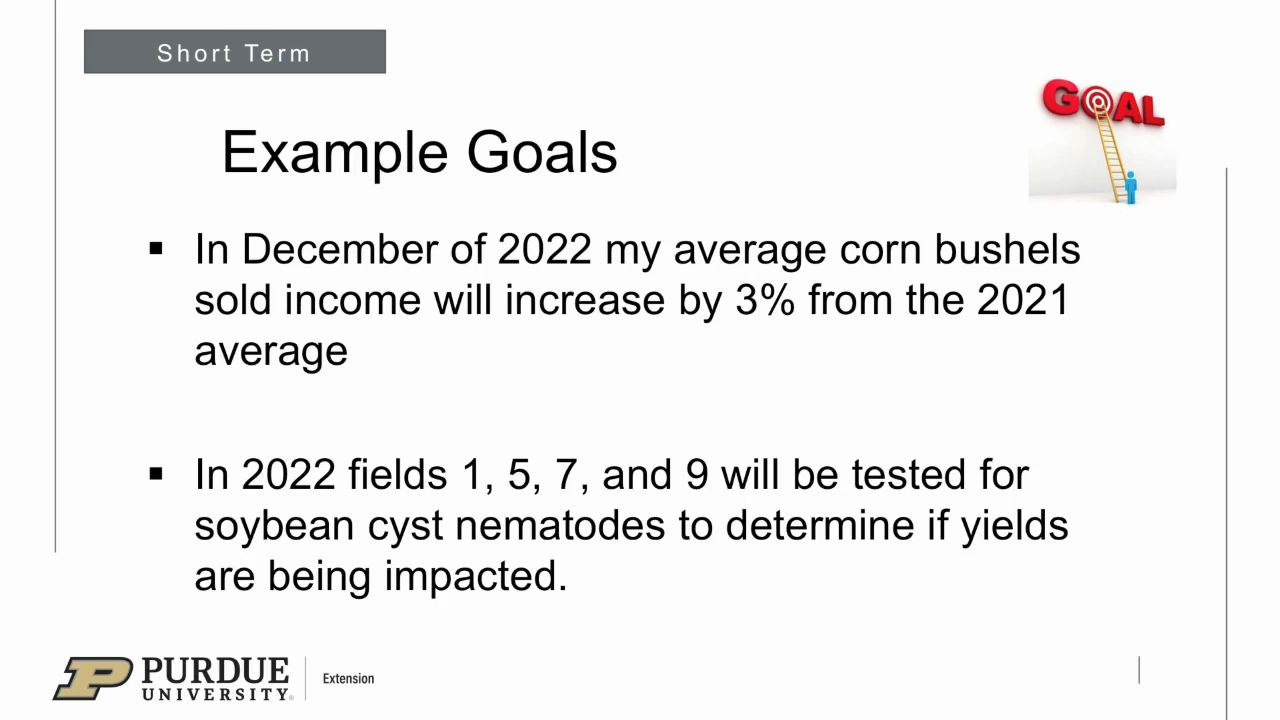 Short Term
GOAL
Example Goals
▪ In December of 2022 my average corn bushels
sold income will increase by 3% from the 2021
average
▪ In 2022 fields 1, 5, 7, and 9 will be tested for
soybean cyst nematodes to determine if yields
are being impacted.
P PURDUE
UNIVERSITY®
Extension